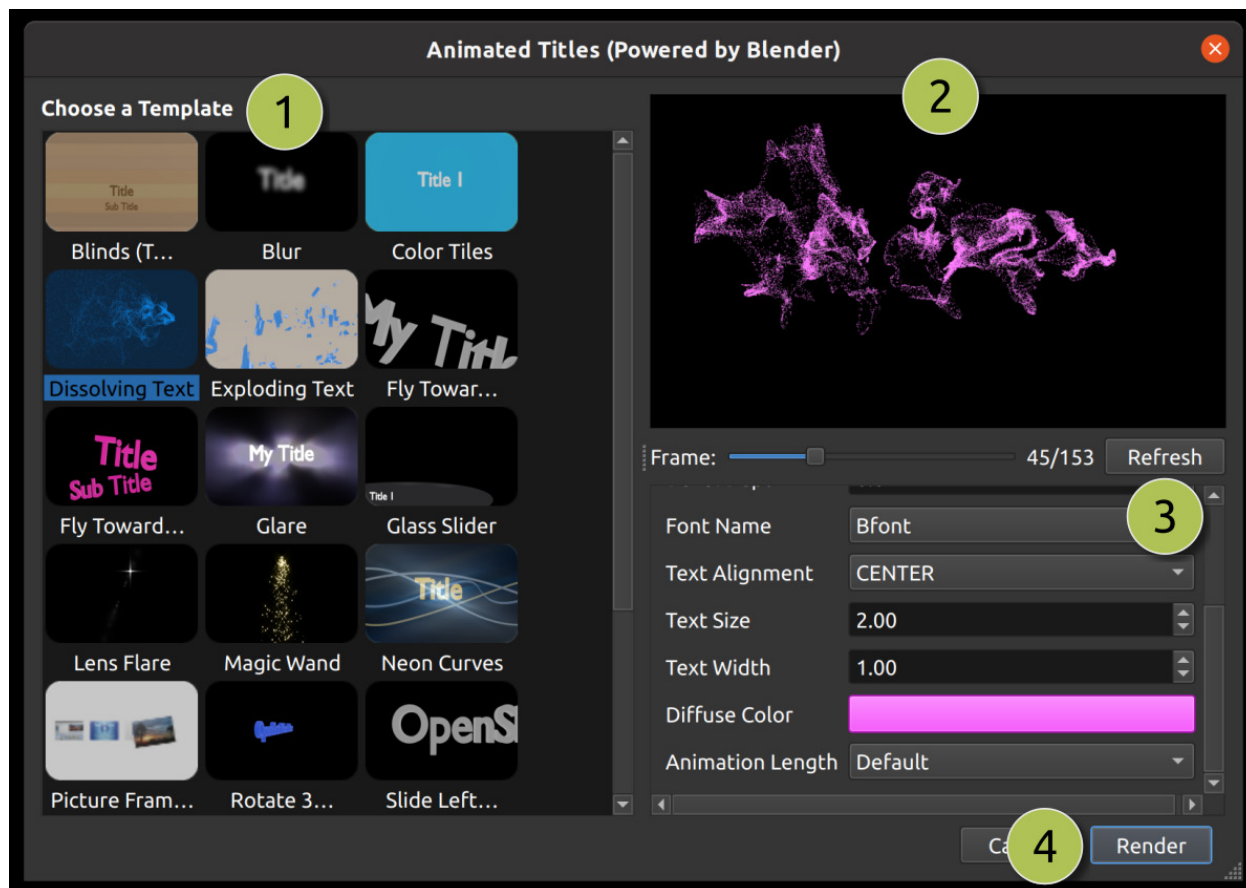 Animated Titles (Powered by Blender)
Choose a Template
1
2
Title
Sub Title
Title
Title 1
Blinds (T...
Blur
Color Tiles
My Title
Dissolving Text
Exploding Text
Fly Towar...
Title
Sub Title
My Title
Title 1
Fly Toward...
Glare
Glass Slider
Title
Lens Flare
Magic Wand
Neon Curves
OpenS
Picture Fram...
Rotate 3...
Slide Left...
Frame:
45/153
Refresh
3
Font Name
Bfont
Text Alignment
CENTER
Text Size
2.00
Text Width
1.00
Diffuse Color
Animation Length
Default
Ca
4
Render